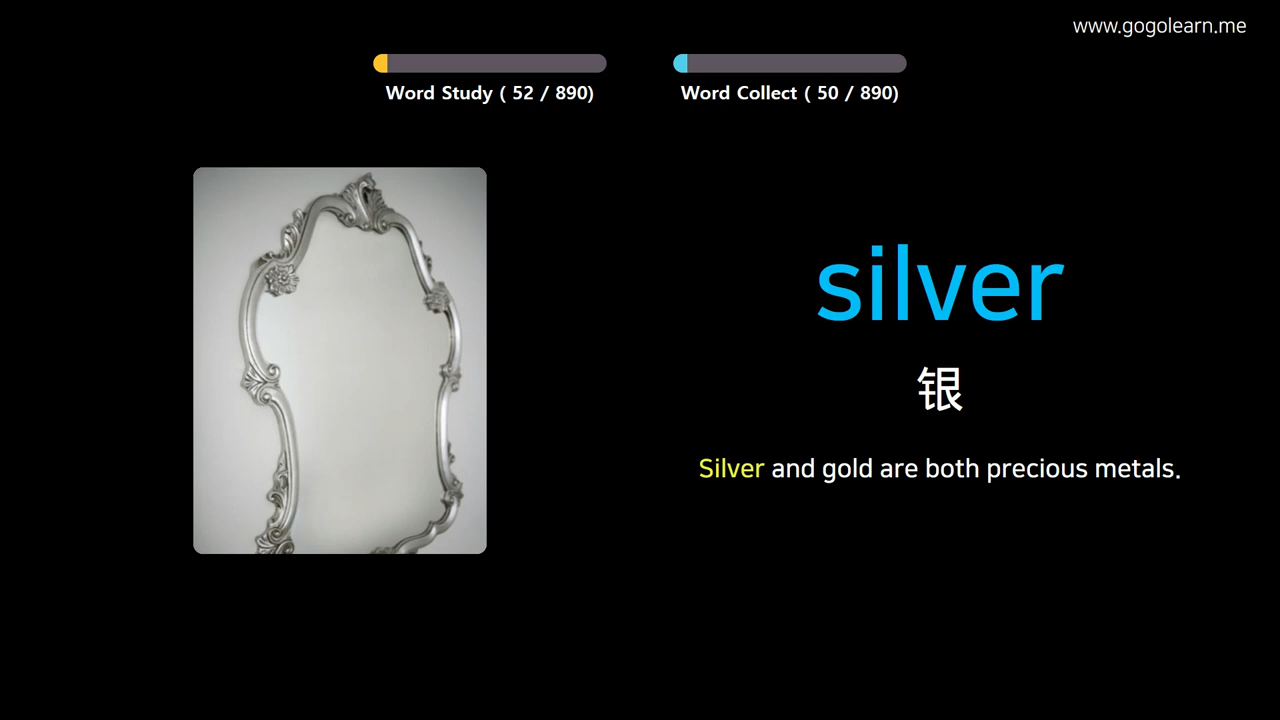 www.gogolearn.me
Word Study ( 52 / 890)
Word Collect ( 50 / 890)
silver
银
Silver and gold are both precious metals.